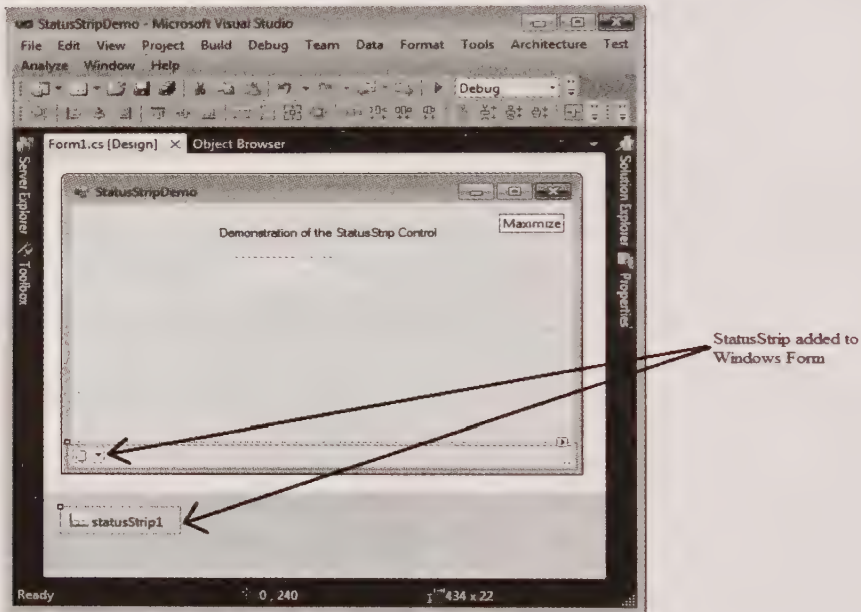 StatusStripDemo - Microsoft Visual Studio
File Edit View Project Build Debug Team Data Format Tools Architecture Test
Analyze Window Help
Debug
Form1.cs [Design] × Object Browser
Server Explorer
Toolbox
Solution Explorer
Properties
StatusStripDemo
Maximize
Demonstration of the StatusStrip Control
StatusStrip added to
Windows Form
statusStrip1
Ready 0 , 240 434 x 22